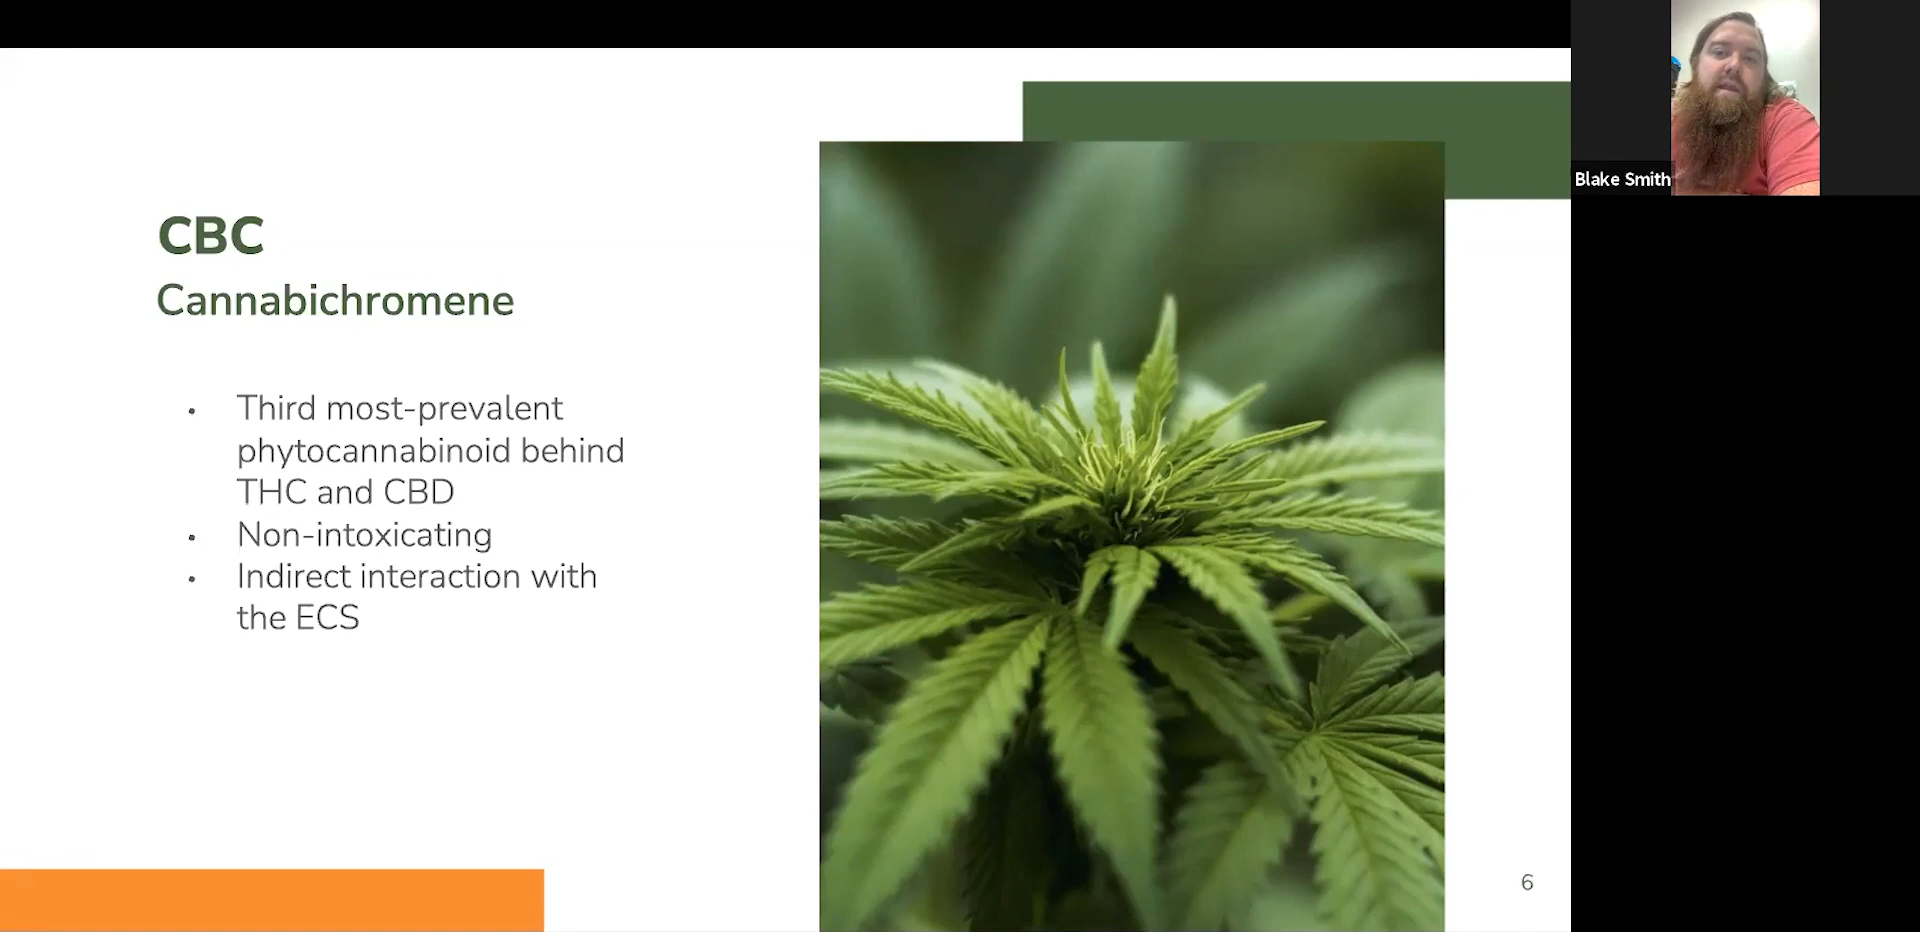 CBC
Cannabichromene
• Third most-prevalent
phytocannabinoid behind
THC and CBD
• Non-intoxicating
• Indirect interaction with
the ECS
6
Blake Smith